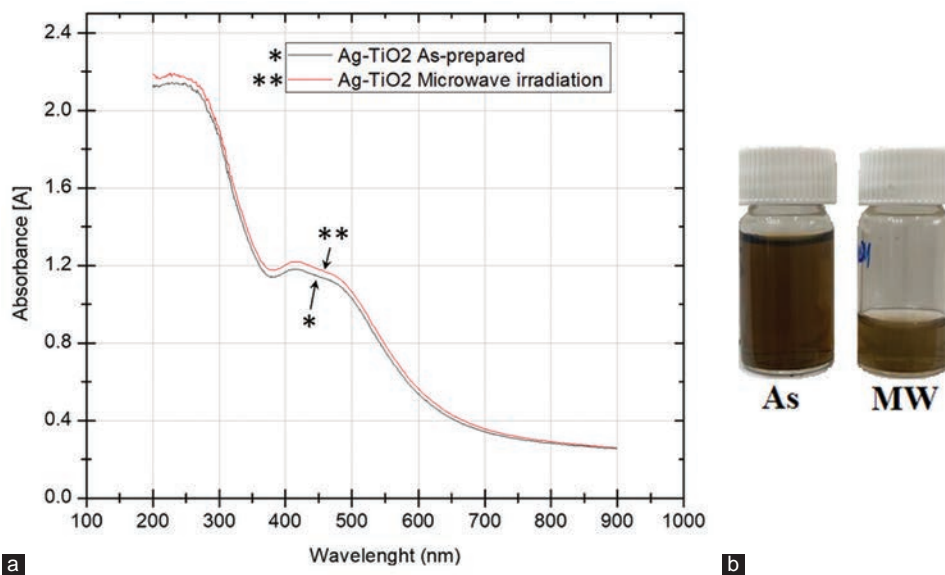 2.4
2.0
1.6
1.2
0.8
0.4
0.0
Absorbance [A]
* Ag-TiO2 As-prepared
** Ag-TiO2 Microwave irradiation
**
*
100 200 300 400 500 600 700 800 900 1000
Wavelenght (nm)
a
As MW
b